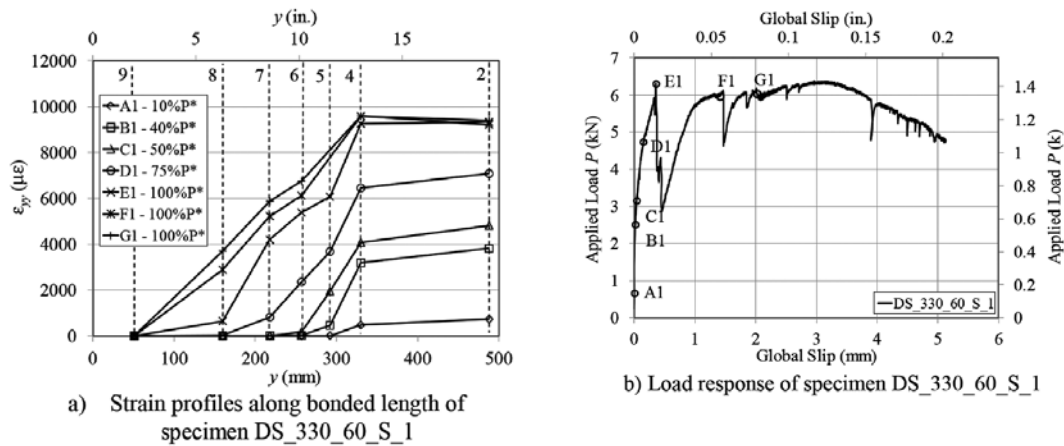 y (in.)
0 5 10
12000
10000
8000
6000
4000
2000
0
εyy (με)
9 8 7 6 5 4 2
A1 - 10%P*
B1 - 40%P*
C1 - 50%P*
D1 - 75%P*
E1 - 100%P*
F1 - 100%P*
G1 - 100%P*
0 100 200 300 400 500
y (mm)
a) Strain profiles along bonded length of
specimen DS_330_60_S_1
Global Slip (in.)
0 0.05 0.1 0.15 0.2
7
6
5
4
3
2
1
0
Applied Load P (kN)
E1
F1
G1
D1
C1
B1
A1
DS_330_60_S_1
1.4
1.2
1
0.8
0.6
0.4
0.2
0
Applied Load P (k)
0 1 2 3 4 5 6
Global Slip (mm)
b) Load response of specimen DS_330_60_S_1